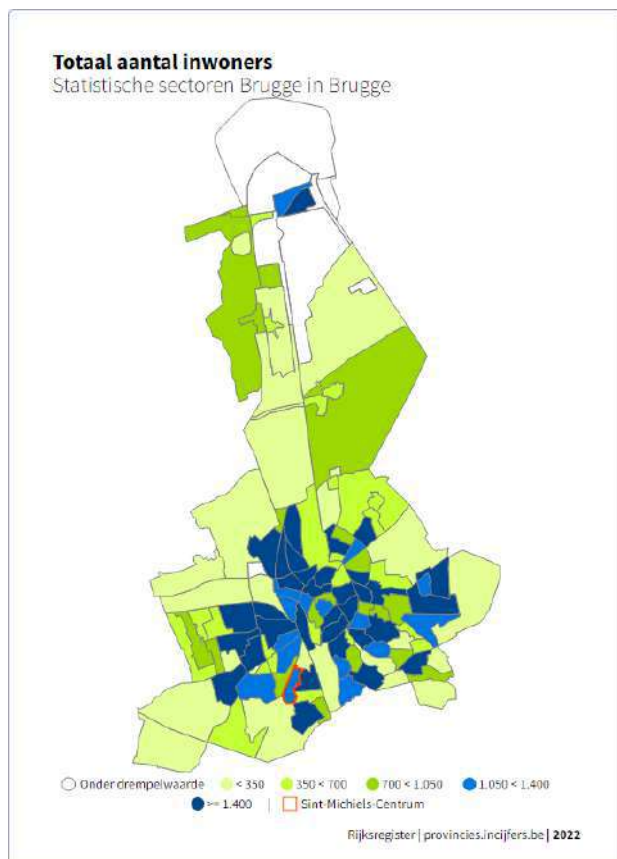 Totaal aantal inwoners
Statistische sectoren Brugge in Brugge
Onder drempelwaarde < 350 350 < 700 700 < 1.050 1.050 < 1.400
>= 1.400 | Sint-Michiels-Centrum
Rijksregister | provincies.incijfers.be | 2022